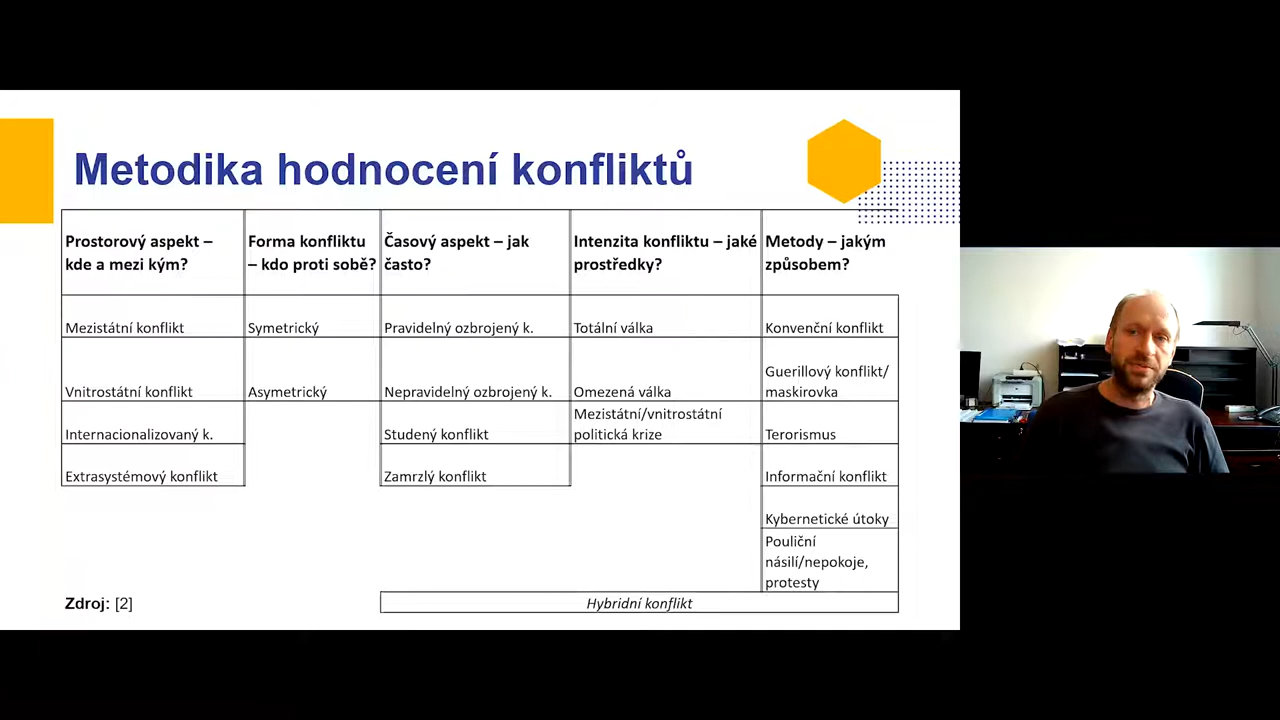 Metodika hodnocení konfliktů
Prostorový aspekt –
kde a mezi kým?
Forma konfliktu
– kdo proti sobě?
Časový aspekt – jak
často?
Intenzita konfliktu – jaké
prostředky?
Metody – jakým
způsobem?
Mezistátní konflikt
Symetrický
Pravidelný ozbrojený k.
Totální válka
Konvenční konflikt
Vnitrostátní konflikt
Asymetrický
Nepravidelný ozbrojený k.
Omezená válka
Guerillový konflikt/
maskirovka
Internacionalizovaný k.
Studený konflikt
Mezistátní/vnitrostátní
politická krize
Terorismus
Extrasystémový konflikt
Zamrzlý konflikt
Informační konflikt
Kybernetické útoky
Pouliční
násilí/nepokoje,
protesty
Zdroj: [2]
Hybridní konflikt